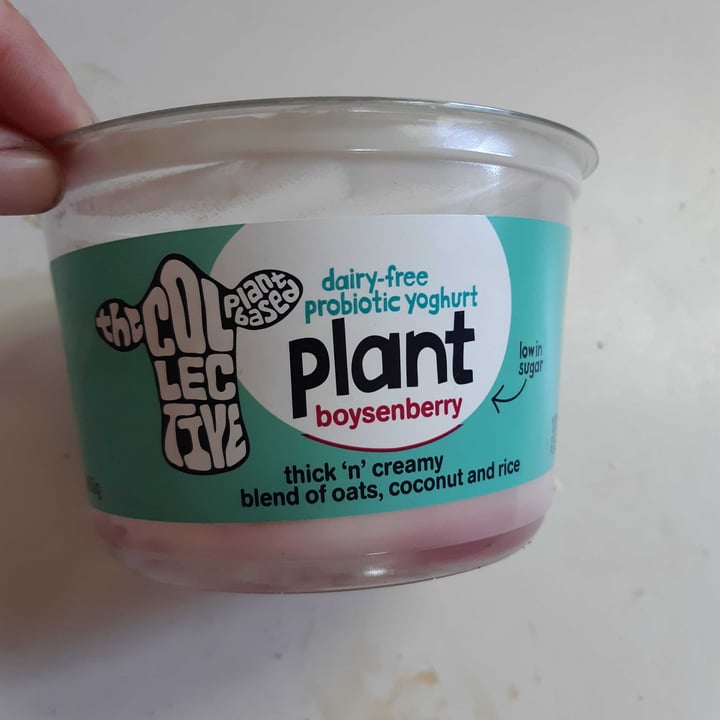 the
COL
LEC
TIVE
plant
based
dairy-free
probiotic yoghurt
plant
boysenberry
low in
sugar
thick ‘n’ creamy
blend of oats, coconut and rice